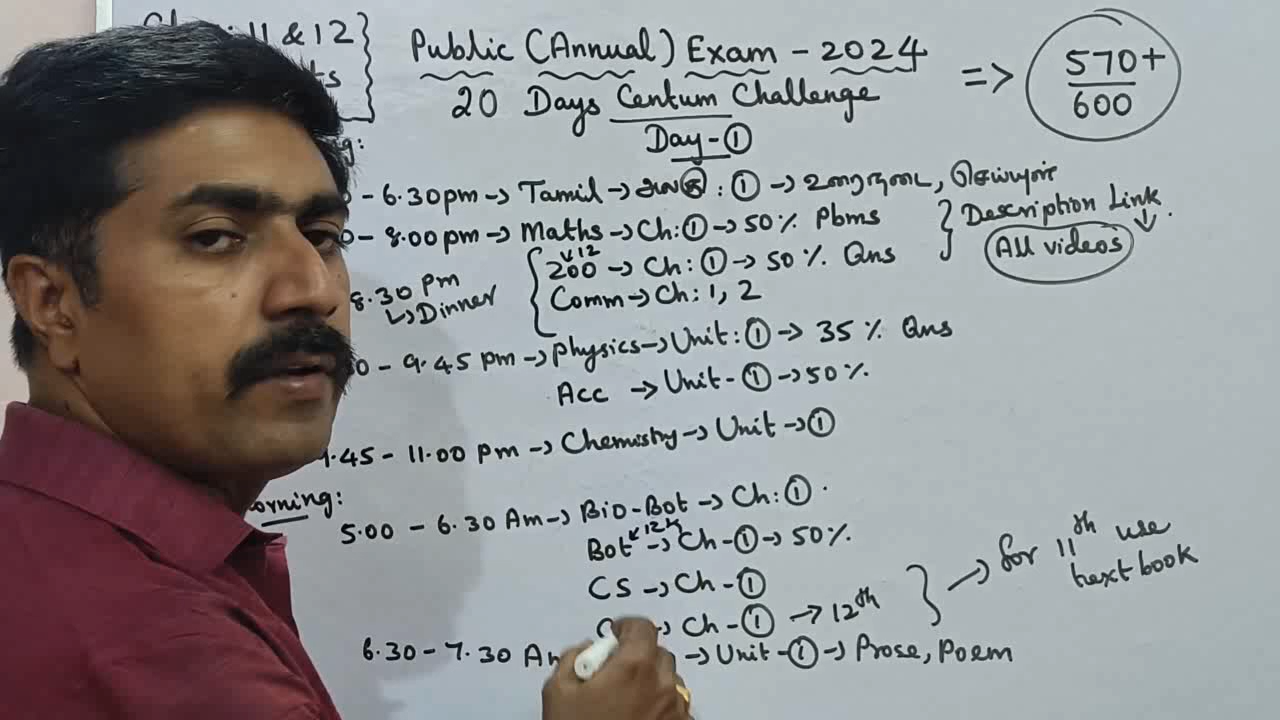 11 & 12
Public (Annual) Exam - 2024
=> 570+
600
20 Days Centum Challenge
Day - ①
- 6.30pm -> Tamil -> இயல் : ① -> உரைநடை, செய்யுள்
- 8.00 pm -> Maths -> Ch: ① -> 50% Pbms
} Description Link
All videos
8.30 pm
↳ Dinner
12
200 -> Ch: ① -> 50% Qns
Comm -> Ch: 1, 2
- 9.45 pm -> Physics -> Unit: ① -> 35% Qns
Acc -> Unit - ① -> 50%
.45 - 11.00 pm -> Chemistry -> Unit -> ①
orning:
5.00 - 6.30 Am -> Bio-Bot -> Ch: ①
Bot -> Ch - ① -> 50%
CS -> Ch - ①
-> Ch - ① -> 12th
} -> for 11th use
text book
6.30 - 7.30 Am -> Unit - ① -> Prose, Poem